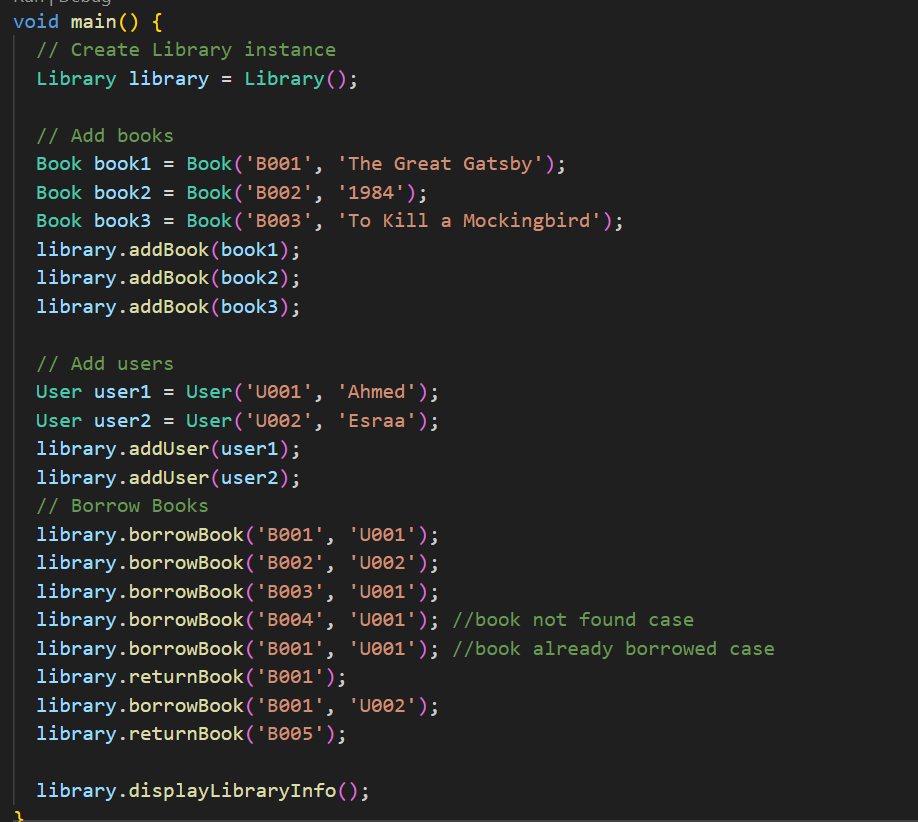 Run | Debug
void main() {
  // Create Library instance
  Library library = Library();

  // Add books
  Book book1 = Book('B001', 'The Great Gatsby');
  Book book2 = Book('B002', '1984');
  Book book3 = Book('B003', 'To Kill a Mockingbird');
  library.addBook(book1);
  library.addBook(book2);
  library.addBook(book3);

  // Add users
  User user1 = User('U001', 'Ahmed');
  User user2 = User('U002', 'Esraa');
  library.addUser(user1);
  library.addUser(user2);
  // Borrow Books
  library.borrowBook('B001', 'U001');
  library.borrowBook('B002', 'U002');
  library.borrowBook('B003', 'U001');
  library.borrowBook('B004', 'U001'); //book not found case
  library.borrowBook('B001', 'U001'); //book already borrowed case
  library.returnBook('B001');
  library.borrowBook('B001', 'U002');
  library.returnBook('B005');

  library.displayLibraryInfo();
}